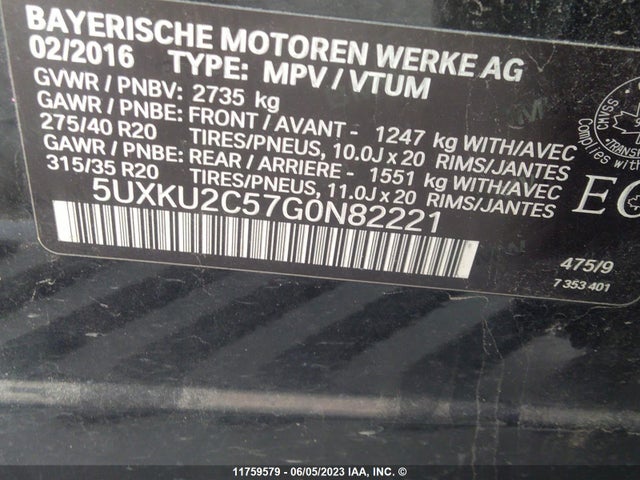 BAYERISCHE MOTOREN WERKE AG
02/2016 TYPE: MPV / VTUM
GVWR / PNBV: 2735 kg
GAWR / PNBE: FRONT / AVANT - 1247 kg WITH/AVEC
275/40 R20 TIRES/PNEUS, 10.0J x 20 RIMS/JANTES
GAWR / PNBE: REAR / ARRIERE - 1551 kg WITH/AVEC
315/35 R20 TIRES/PNEUS, 11.0J x 20 RIMS/JANTES
5UXKU2C57G0N82221
CMVSS
TRANSP
EC
475/9
7 353 401
11759579 - 06/05/2023 IAA, INC. ©